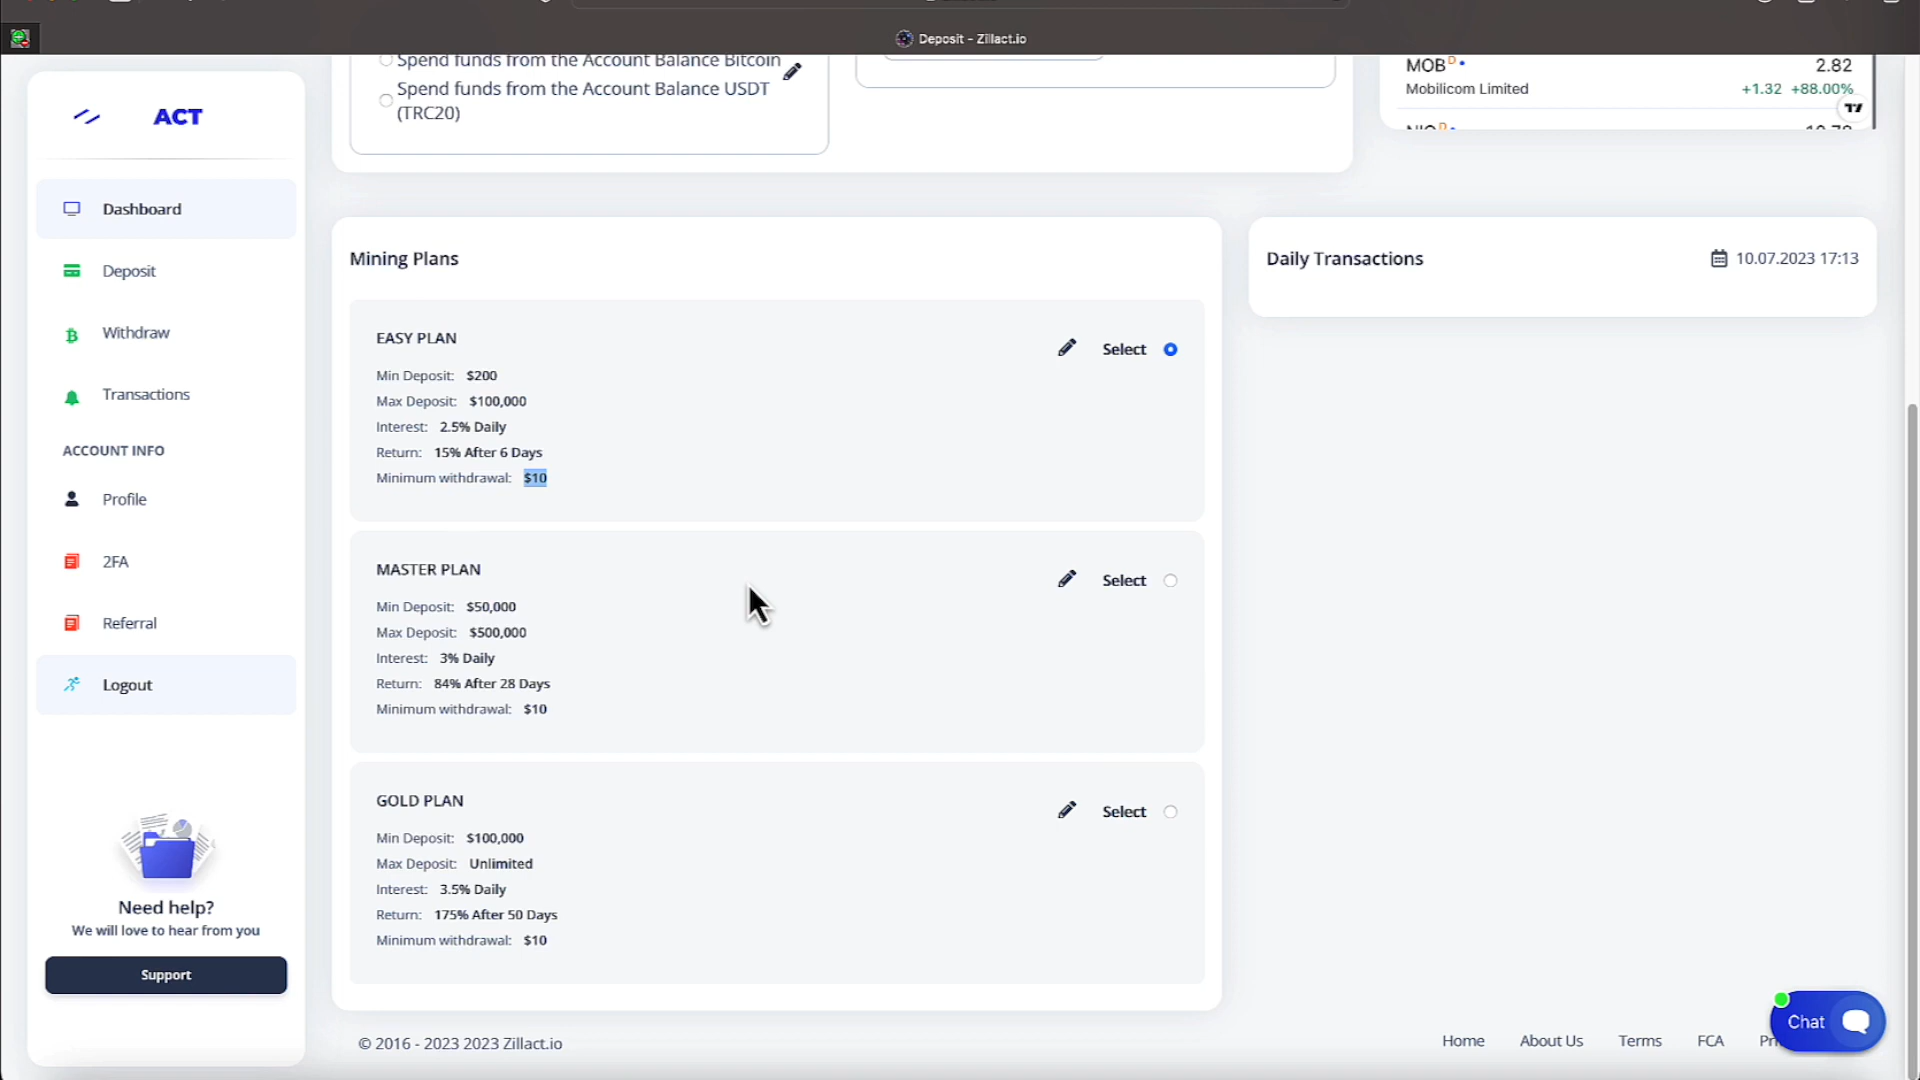 Deposit - Zillact.io
Spend funds from the Account Balance Bitcoin
Spend funds from the Account Balance USDT
(TRC20)
MOB D
2.82
Mobilicom Limited
+1.32 +88.00%
ACT
Dashboard
Deposit
Withdraw
Transactions
ACCOUNT INFO
Profile
2FA
Referral
Logout
Need help?
We will love to hear from you
Support
Mining Plans
EASY PLAN
Select
Min Deposit: $200
Max Deposit: $100,000
Interest: 2.5% Daily
Return: 15% After 6 Days
Minimum withdrawal: $10
MASTER PLAN
Select
Min Deposit: $50,000
Max Deposit: $500,000
Interest: 3% Daily
Return: 84% After 28 Days
Minimum withdrawal: $10
GOLD PLAN
Select
Min Deposit: $100,000
Max Deposit: Unlimited
Interest: 3.5% Daily
Return: 175% After 50 Days
Minimum withdrawal: $10
Daily Transactions
10.07.2023 17:13
© 2016 - 2023 2023 Zillact.io
Home
About Us
Terms
FCA
Chat